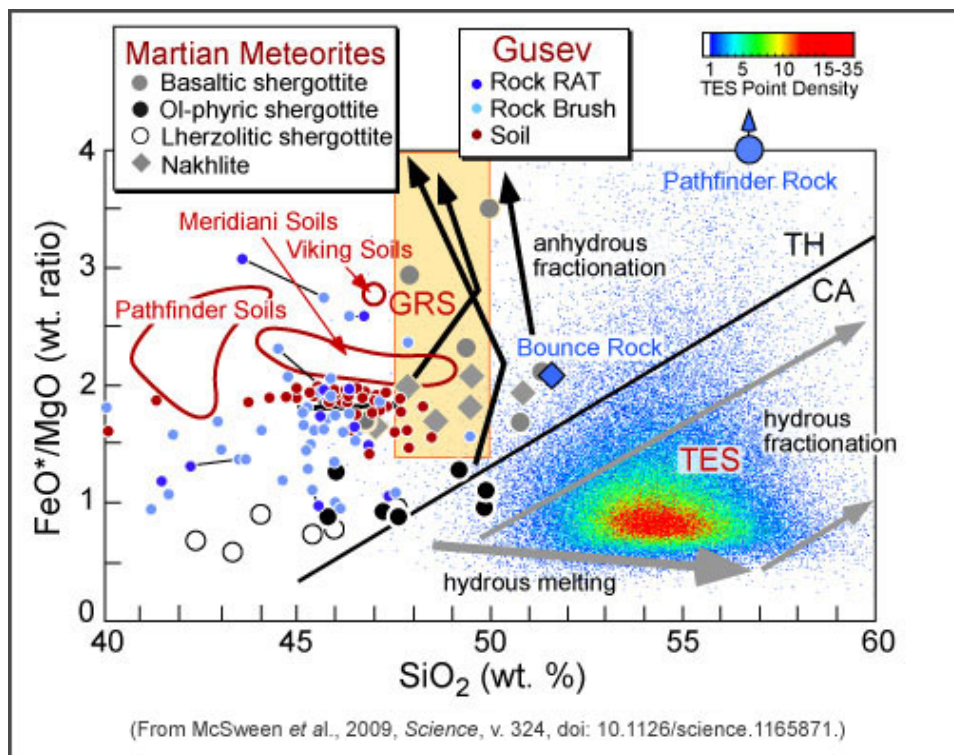 Martian Meteorites
Basaltic shergottite
Ol-phyric shergottite
Lherzolitic shergottite
Nakhlite
Gusev
Rock RAT
Rock Brush
Soil
1 5 10 15-35
TES Point Density
Pathfinder Rock
Meridiani Soils
Viking Soils
Pathfinder Soils
GRS
anhydrous
fractionation
TH
CA
Bounce Rock
TES
hydrous
fractionation
hydrous melting
FeO*/MgO (wt. ratio)
4
3
2
1
0
40 45 50 55 60
SiO2 (wt. %)
(From McSween et al., 2009, Science, v. 324, doi: 10.1126/science.1165871.)